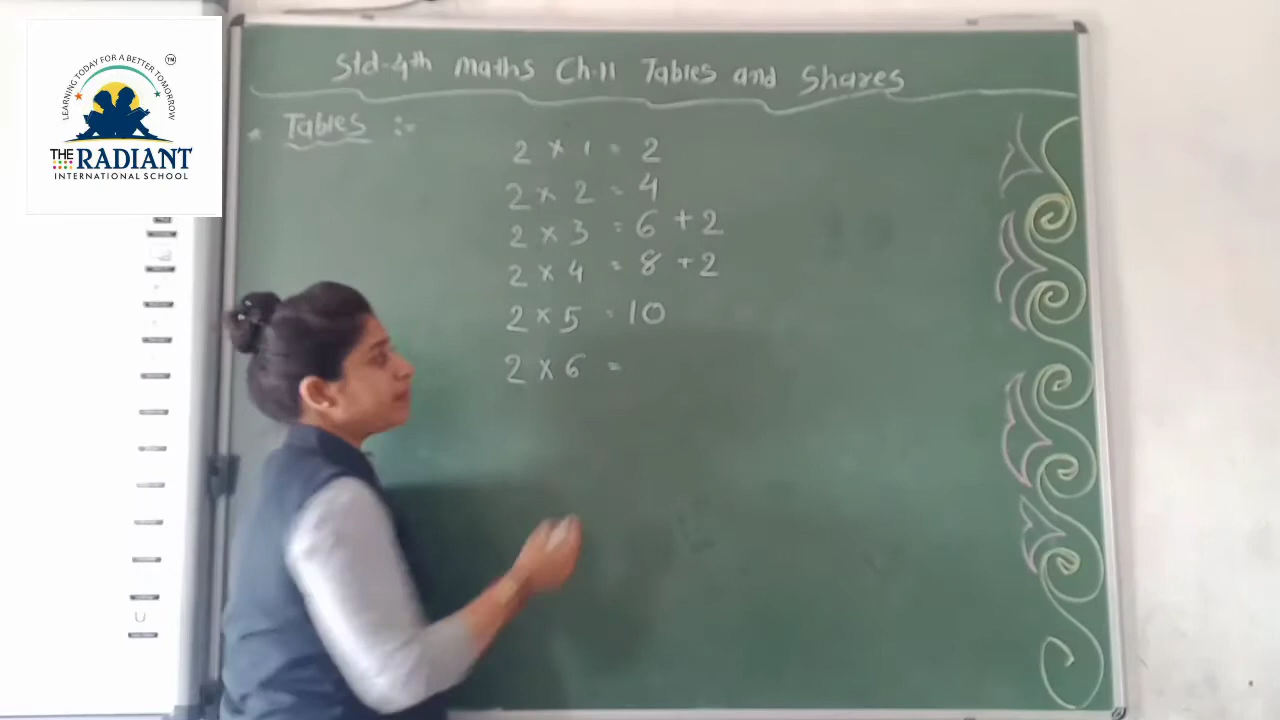 LEARNING TODAY FOR A BETTER TOMORROW
TM
THE RADIANT
INTERNATIONAL SCHOOL
Std-4th maths Ch-11 Tables and Shares
* Tables :-
2 × 1 = 2
2 × 2 = 4
2 × 3 = 6 + 2
2 × 4 = 8 + 2
2 × 5 = 10
2 × 6 =